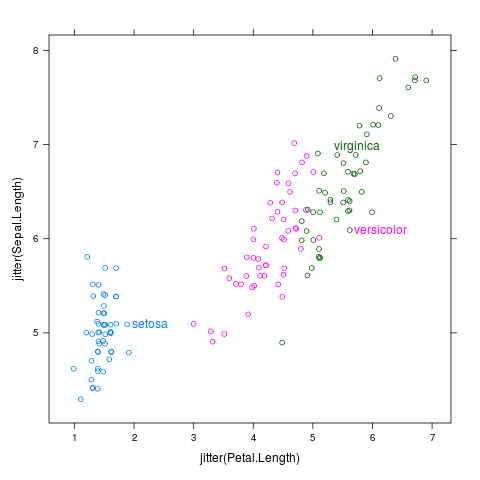 8
7
virginica
6
versicolor
5
setosa
1 2 3 4 5 6 7
jitter(Sepal.Length)
jitter(Petal.Length)